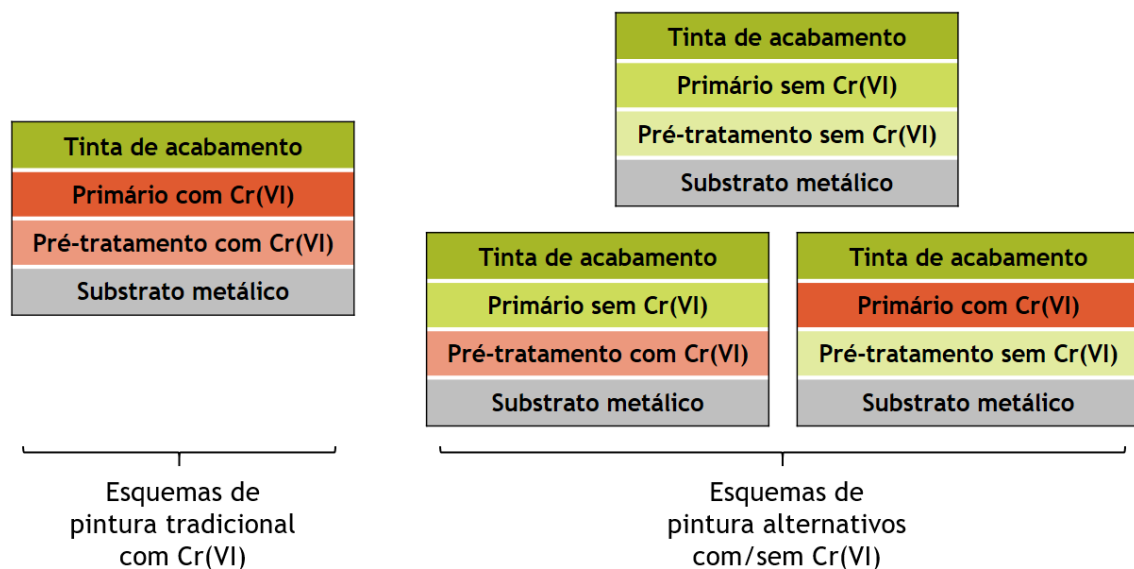 Tinta de acabamento
Primário com Cr(VI)
Pré-tratamento com Cr(VI)
Substrato metálico
Esquemas de
pintura tradicional
com Cr(VI)
Tinta de acabamento
Primário sem Cr(VI)
Pré-tratamento sem Cr(VI)
Substrato metálico
Tinta de acabamento
Primário sem Cr(VI)
Pré-tratamento com Cr(VI)
Substrato metálico
Tinta de acabamento
Primário com Cr(VI)
Pré-tratamento sem Cr(VI)
Substrato metálico
Esquemas de
pintura alternativos
com/sem Cr(VI)